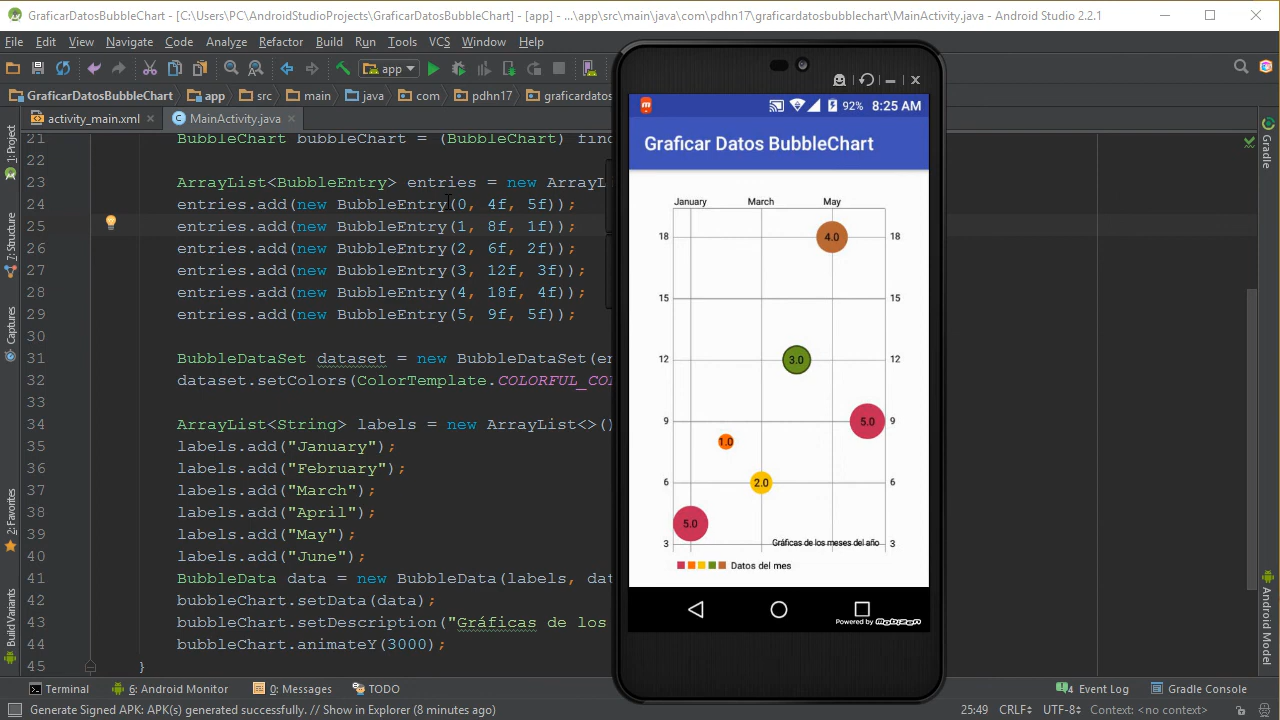 GraficarDatosBubbleChart - [C:\Users\PC\AndroidStudioProjects\GraficarDatosBubbleChart] - [app] - ...\app\src\main\java\com\pdhn17\graficardatosbubblechart\MainActivity.java - Android Studio 2.2.1
File Edit View Navigate Code Analyze Refactor Build Run Tools VCS Window Help
app
GraficarDatosBubbleChart app src main java com pdhn17 graficardatos
activity_main.xml MainActivity.java
21 BubbleChart bubbleChart = (BubbleChart) find
22
23 ArrayList<BubbleEntry> entries = new ArrayL
24 entries.add(new BubbleEntry(0, 4f, 5f));
25 entries.add(new BubbleEntry(1, 8f, 1f));
26 entries.add(new BubbleEntry(2, 6f, 2f));
27 entries.add(new BubbleEntry(3, 12f, 3f));
28 entries.add(new BubbleEntry(4, 18f, 4f));
29 entries.add(new BubbleEntry(5, 9f, 5f));
30
31 BubbleDataSet dataset = new BubbleDataSet(en
32 dataset.setColors(ColorTemplate.COLORFUL_CO
33
34 ArrayList<String> labels = new ArrayList<>()
35 labels.add("January");
36 labels.add("February");
37 labels.add("March");
38 labels.add("April");
39 labels.add("May");
40 labels.add("June");
41 BubbleData data = new BubbleData(labels, dat
42 bubbleChart.setData(data);
43 bubbleChart.setDescription("Gráficas de los
44 bubbleChart.animateY(3000);
45 }
1: Project
7: Structure
Captures
2: Favorites
Build Variants
Gradle
Android Model
92% 8:25 AM
Graficar Datos BubbleChart
January March May
18 4.0 18
15 15
12 3.0 12
9 5.0 9
1.0
6 2.0 6
5.0
3 Gráficas de los meses del año 3
Datos del mes
Powered by Mobizen
Terminal 6: Android Monitor 0: Messages TODO 4 Event Log Gradle Console
Generate Signed APK: APK(s) generated successfully. // Show in Explorer (8 minutes ago) 25:49 CRLF UTF-8 Context: <no context>